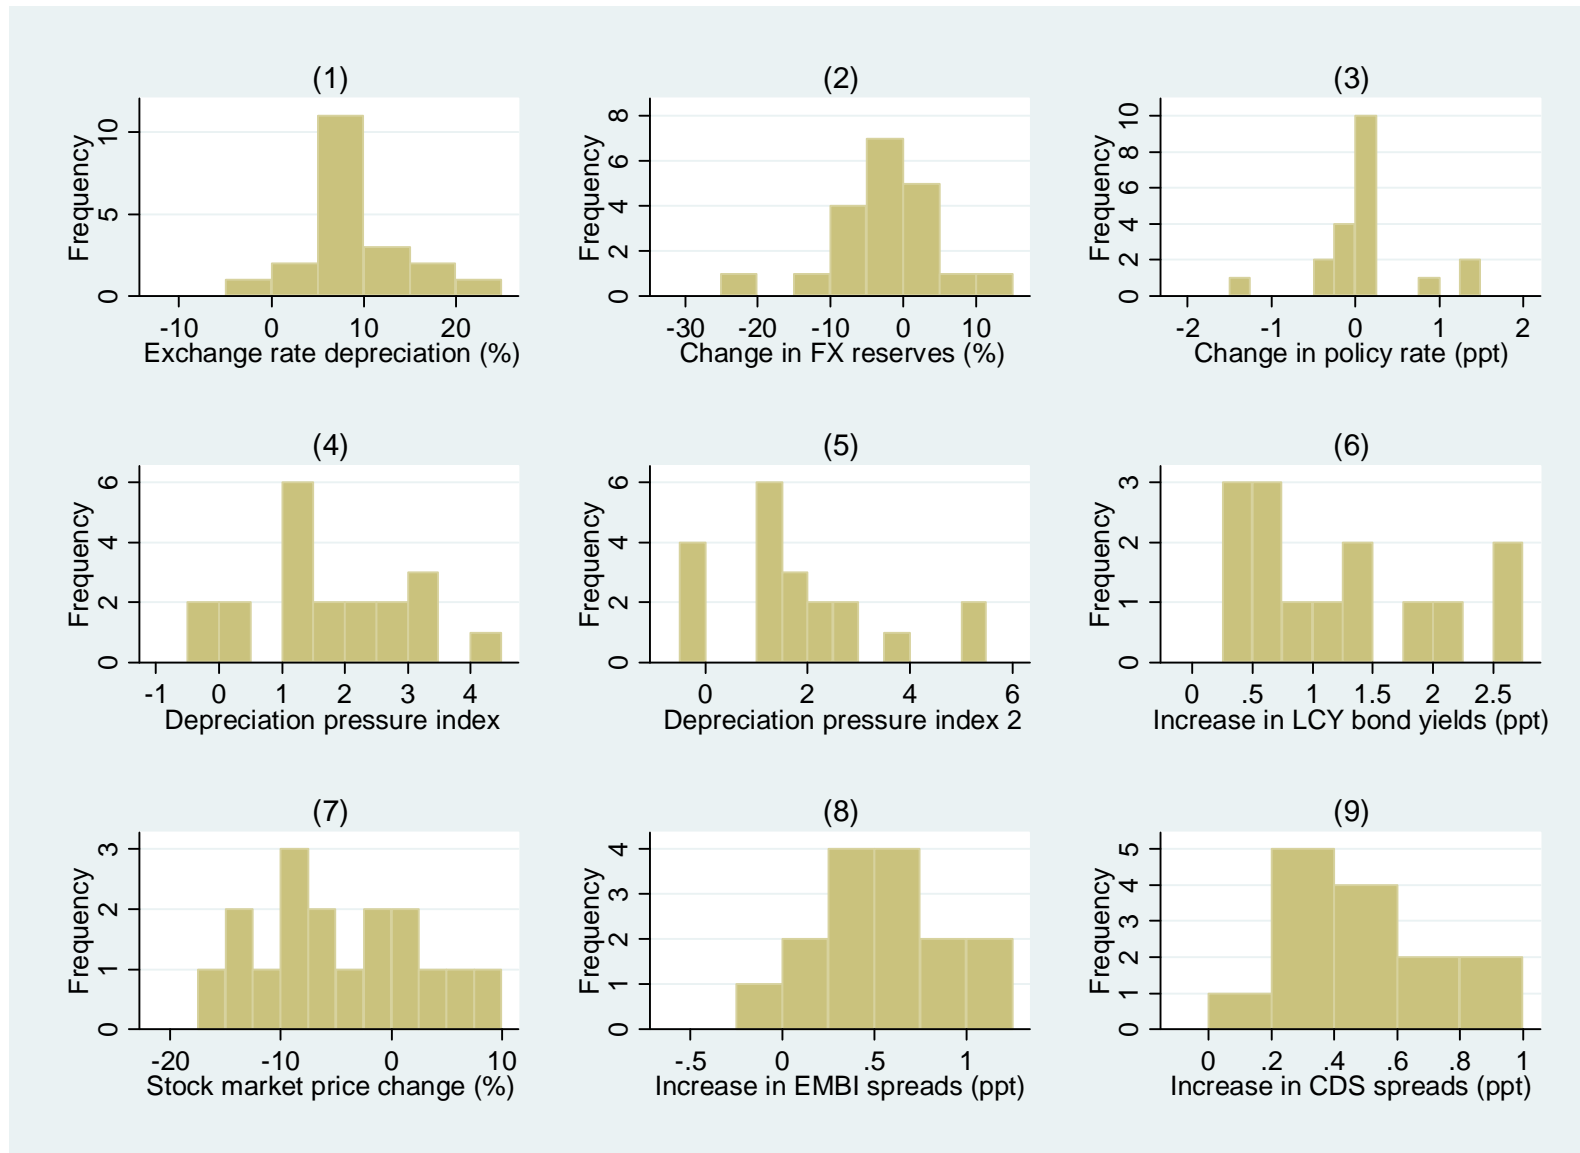 (1)
Frequency
10
5
0
-10 0 10 20
Exchange rate depreciation (%)
(2)
Frequency
8
6
4
2
0
-30 -20 -10 0 10
Change in FX reserves (%)
(3)
Frequency
10
8
6
4
2
0
-2 -1 0 1 2
Change in policy rate (ppt)
(4)
Frequency
6
4
2
0
-1 0 1 2 3 4
Depreciation pressure index
(5)
Frequency
6
4
2
0
0 2 4 6
Depreciation pressure index 2
(6)
Frequency
3
2
1
0
0 .5 1 1.5 2 2.5
Increase in LCY bond yields (ppt)
(7)
Frequency
3
2
1
0
-20 -10 0 10
Stock market price change (%)
(8)
Frequency
4
3
2
1
0
-.5 0 .5 1
Increase in EMBI spreads (ppt)
(9)
Frequency
5
4
3
2
1
0
0 .2 .4 .6 .8 1
Increase in CDS spreads (ppt)